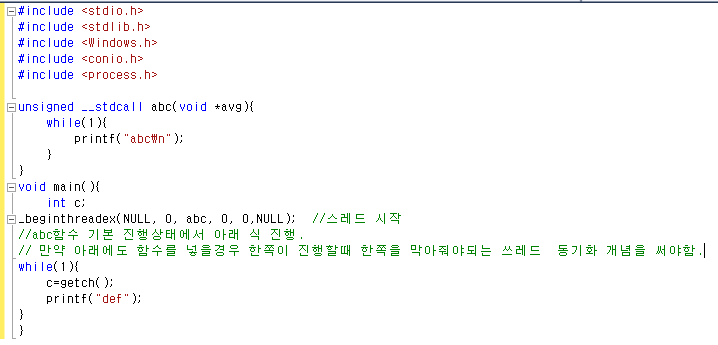 #include <stdio.h>
#include <stdlib.h>
#include <Windows.h>
#include <conio.h>
#include <process.h>
unsigned __stdcall abc(void *avg){
while(1){
printf("abc₩n");
}
}
void main(){
int c;
_beginthreadex(NULL, 0, abc, 0, 0,NULL); //스레드 시작
//abc함수 기본 진행상태에서 아래 식 진행.
// 만약 아래에도 함수를 넣을경우 한쪽이 진행할때 한쪽을 막아줘야되는 쓰레드 동기화 개념을 써야함.
while(1){
c=getch();
printf("def");
}
}